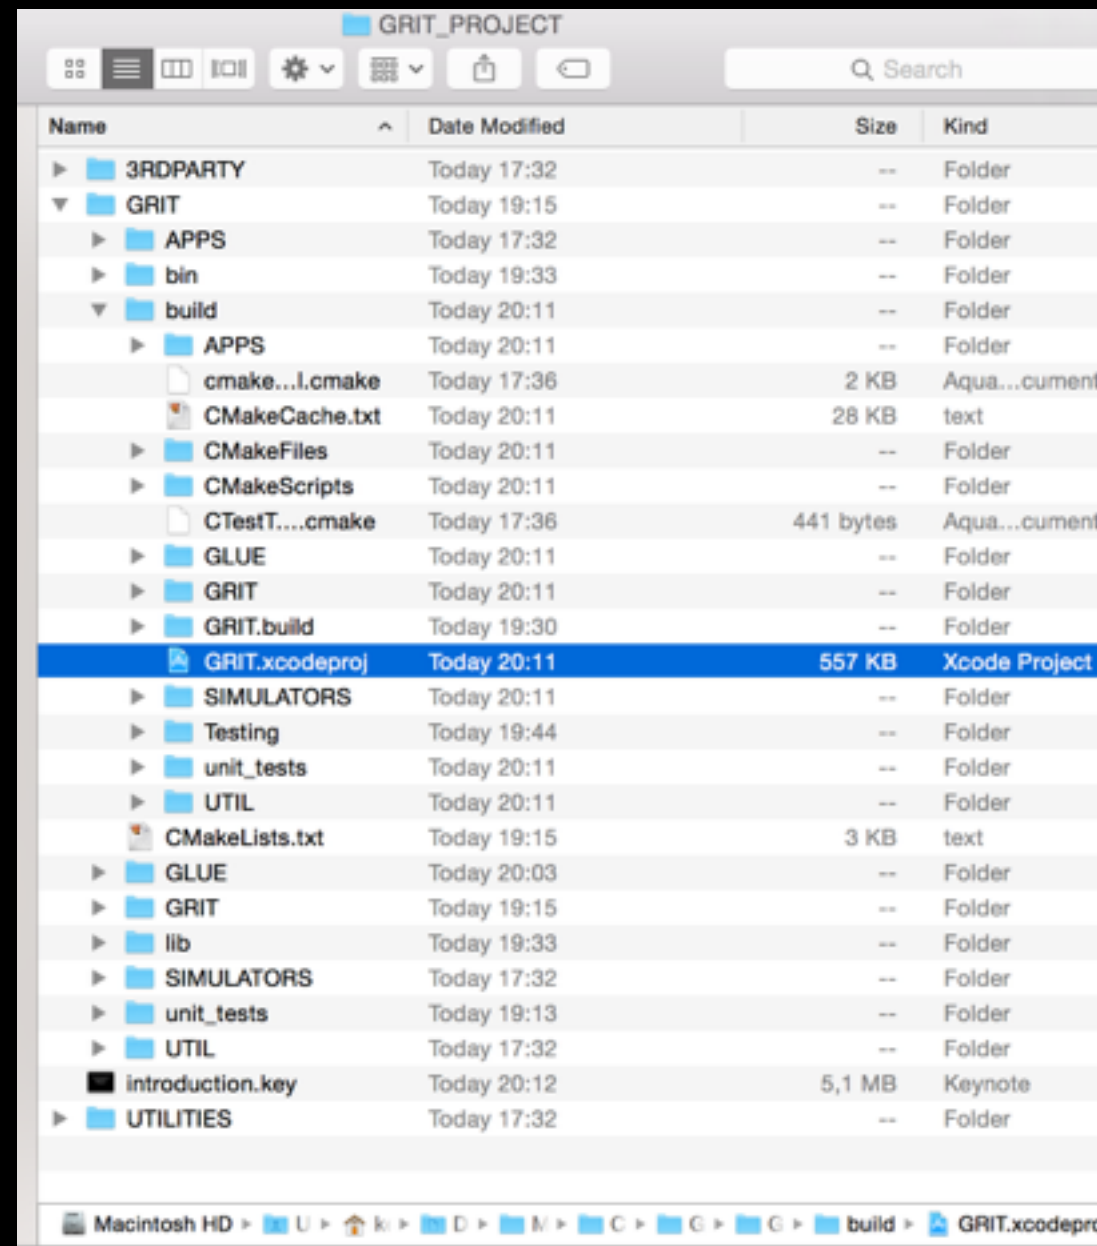 GRIT_PROJECT
Search
Name Date Modified Size Kind
3RDPARTY Today 17:32 -- Folder
GRIT Today 19:15 -- Folder
APPS Today 17:32 -- Folder
bin Today 19:33 -- Folder
build Today 20:11 -- Folder
APPS Today 20:11 -- Folder
cmake...l.cmake Today 17:36 2 KB Aqua...cument
CMakeCache.txt Today 20:11 28 KB text
CMakeFiles Today 20:11 -- Folder
CMakeScripts Today 20:11 -- Folder
CTestT....cmake Today 17:36 441 bytes Aqua...cument
GLUE Today 20:11 -- Folder
GRIT Today 20:11 -- Folder
GRIT.build Today 19:30 -- Folder
GRIT.xcodeproj Today 20:11 557 KB Xcode Project
SIMULATORS Today 20:11 -- Folder
Testing Today 19:44 -- Folder
unit_tests Today 20:11 -- Folder
UTIL Today 20:11 -- Folder
CMakeLists.txt Today 19:15 3 KB text
GLUE Today 20:03 -- Folder
GRIT Today 19:15 -- Folder
lib Today 19:33 -- Folder
SIMULATORS Today 17:32 -- Folder
unit_tests Today 19:13 -- Folder
UTIL Today 17:32 -- Folder
introduction.key Today 20:12 5,1 MB Keynote
UTILITIES Today 17:32 -- Folder
Macintosh HD U D C G G build GRIT.xcodepro